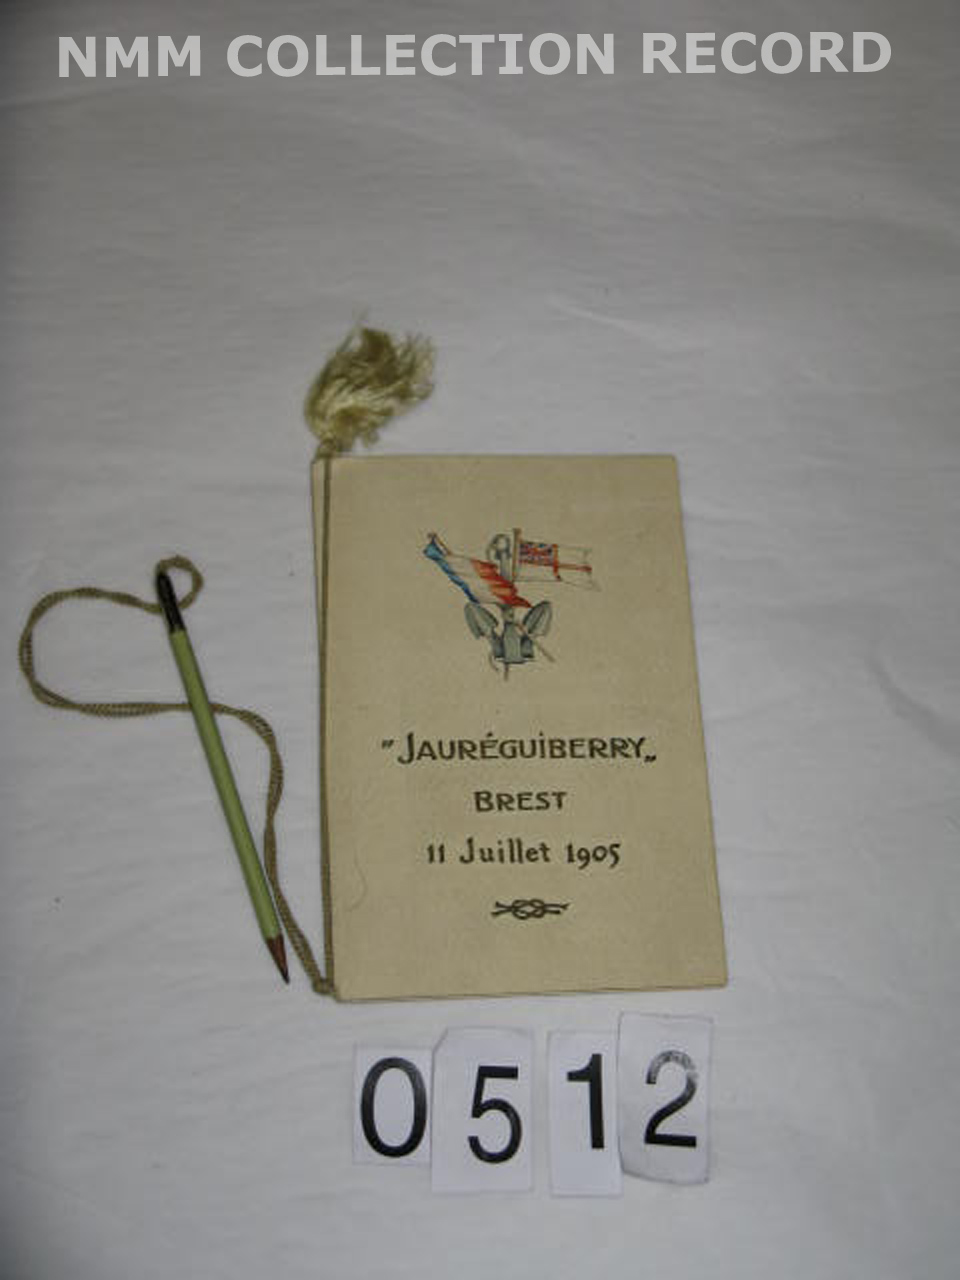 NMM COLLECTION RECORD
"JAURÉGUIBERRY„
BREST
11 Juillet 1905
0512